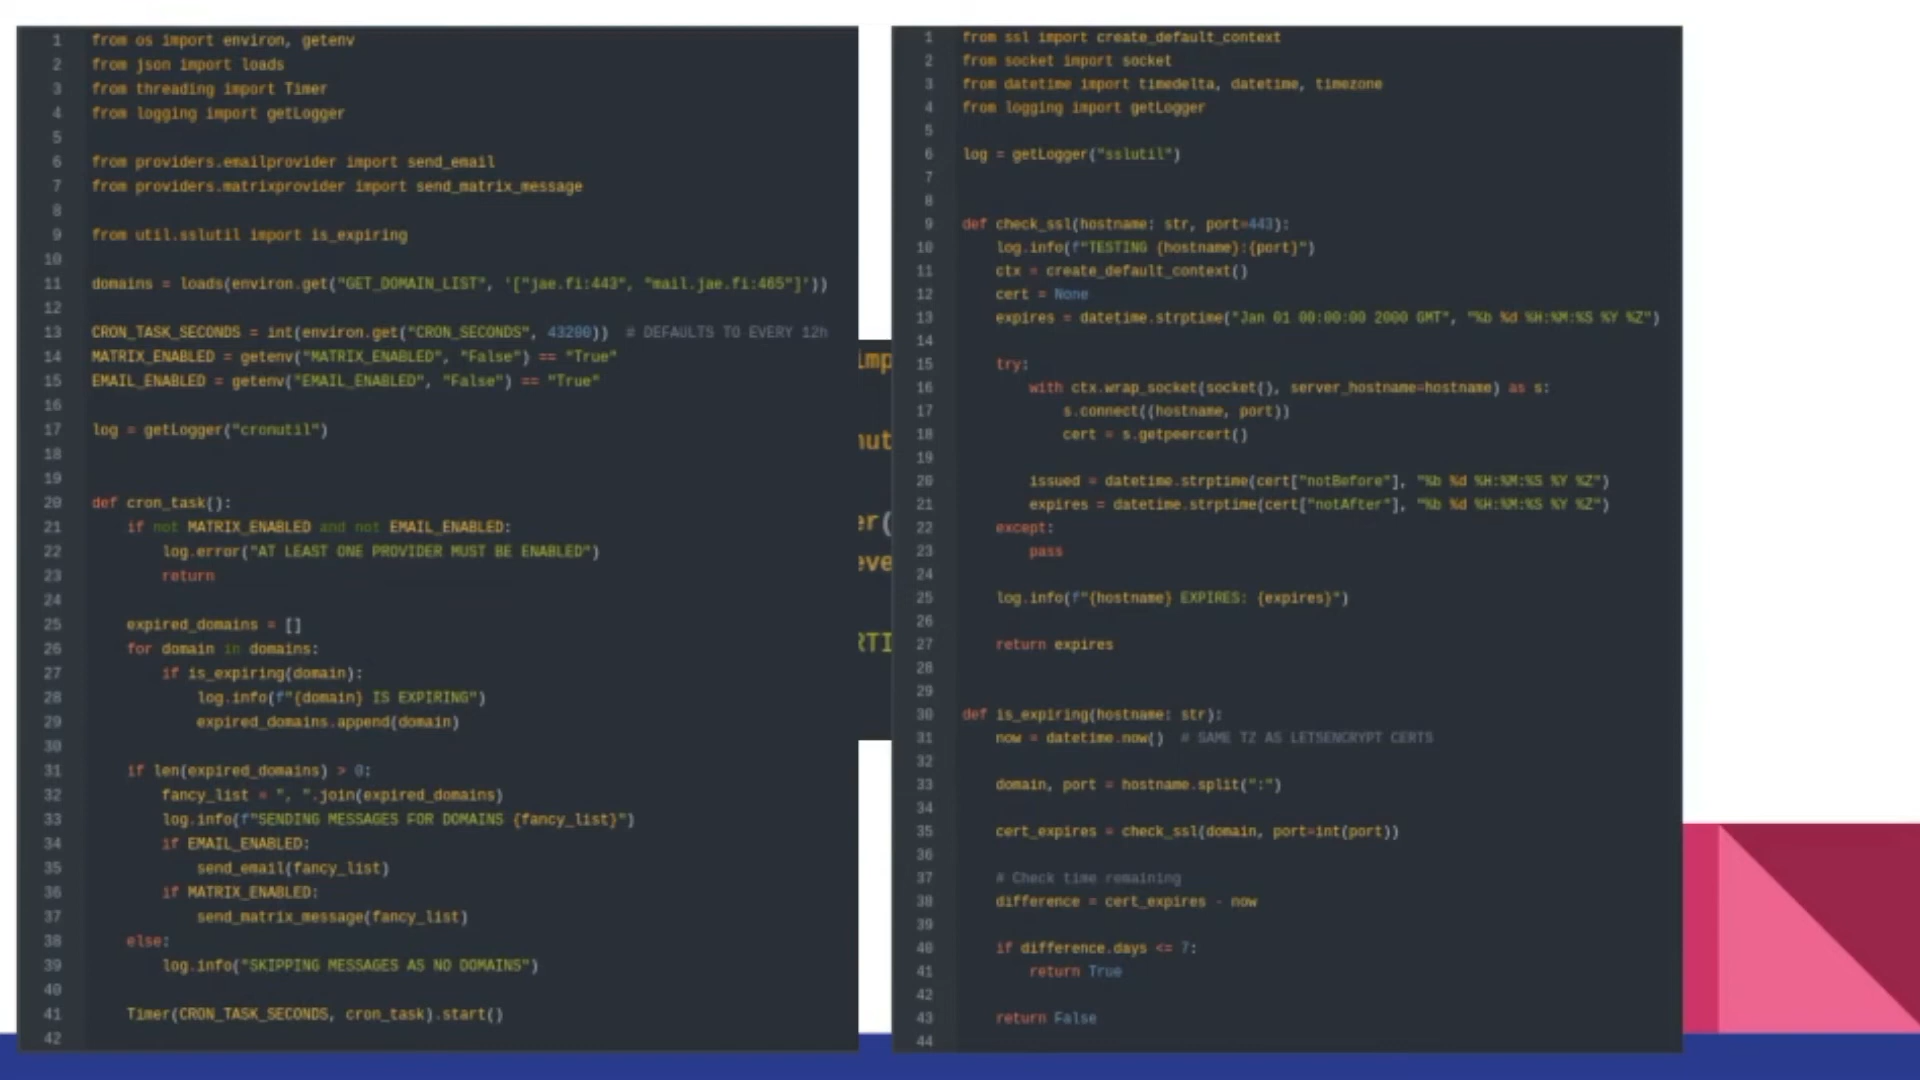 1 from os import environ, getenv
2 from json import loads
3 from threading import Timer
4 from logging import getLogger
5
6 from providers.emailprovider import send_email
7 from providers.matrixprovider import send_matrix_message
8
9 from util.sslutil import is_expiring
10
11 domains = loads(environ.get("GET_DOMAIN_LIST", '["jae.fi:443", "mail.jae.fi:465"]'))
12
13 CRON_TASK_SECONDS = int(environ.get("CRON_SECONDS", 43200))  # DEFAULTS TO EVERY 12h
14 MATRIX_ENABLED = getenv("MATRIX_ENABLED", "False") == "True"
15 EMAIL_ENABLED = getenv("EMAIL_ENABLED", "False") == "True"
16
17 log = getLogger("cronutil")
18
19
20 def cron_task():
21     if not MATRIX_ENABLED and not EMAIL_ENABLED:
22         log.error("AT LEAST ONE PROVIDER MUST BE ENABLED")
23         return
24
25     expired_domains = []
26     for domain in domains:
27         if is_expiring(domain):
28             log.info(f"{domain} IS EXPIRING")
29             expired_domains.append(domain)
30
31     if len(expired_domains) > 0:
32         fancy_list = ", ".join(expired_domains)
33         log.info(f"SENDING MESSAGES FOR DOMAINS {fancy_list}")
34         if EMAIL_ENABLED:
35             send_email(fancy_list)
36         if MATRIX_ENABLED:
37             send_matrix_message(fancy_list)
38     else:
39         log.info("SKIPPING MESSAGES AS NO DOMAINS")
40
41     Timer(CRON_TASK_SECONDS, cron_task).start()
42
imp
nut
er(
eve
RTI
1 from ssl import create_default_context
2 from socket import socket
3 from datetime import timedelta, datetime, timezone
4 from logging import getLogger
5
6 log = getLogger("sslutil")
7
8
9 def check_ssl(hostname: str, port=443):
10     log.info(f"TESTING {hostname}:{port}")
11     ctx = create_default_context()
12     cert = None
13     expires = datetime.strptime("Jan 01 00:00:00 2000 GMT", "%b %d %H:%M:%S %Y %Z")
14
15     try:
16         with ctx.wrap_socket(socket(), server_hostname=hostname) as s:
17             s.connect((hostname, port))
18             cert = s.getpeercert()
19
20         issued = datetime.strptime(cert["notBefore"], "%b %d %H:%M:%S %Y %Z")
21         expires = datetime.strptime(cert["notAfter"], "%b %d %H:%M:%S %Y %Z")
22     except:
23         pass
24
25     log.info(f"{hostname} EXPIRES: {expires}")
26
27     return expires
28
29
30 def is_expiring(hostname: str):
31     now = datetime.now()  # SAME TZ AS LETSENCRYPT CERTS
32
33     domain, port = hostname.split(":")
34
35     cert_expires = check_ssl(domain, port=int(port))
36
37     # Check time remaining
38     difference = cert_expires - now
39
40     if difference.days <= 7:
41         return True
42
43     return False
44